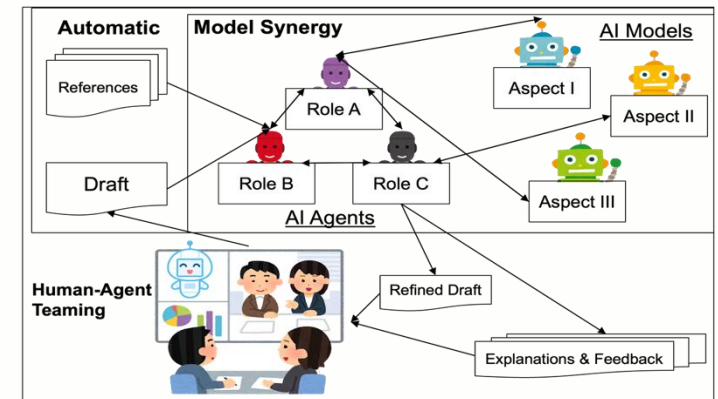 Automatic
Model Synergy
AI Models
References
Role A
Aspect I
Aspect II
Draft
Role B
Role C
Aspect III
AI Agents
Human-Agent
Teaming
Refined Draft
Explanations & Feedback